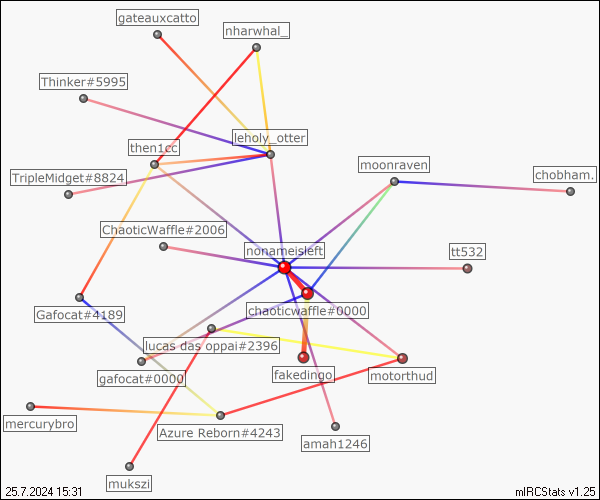 gateauxcatto
nharwhal_
Thinker#5995
leholy_otter
then1cc
moonraven
TripleMidget#8824
chobham.
ChaoticWaffle#2006
nonameisleft
tt532
chaoticwaffle#0000
Gafocat#4189
lucas das oppai#2396
gafocat#0000
fakedingo
motorthud
mercurybro
Azure Reborn#4243
amah1246
mukszi
25.7.2024 15:31
mIRCStats v1.25